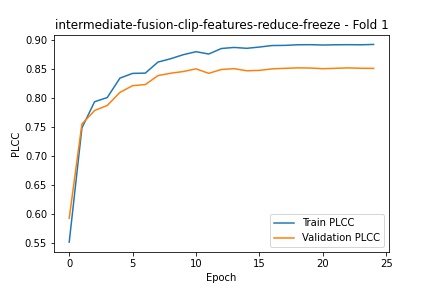 intermediate-fusion-clip-features-reduce-freeze - Fold 1
0.90
0.85
0.80
0.75
0.70
0.65
0.60
0.55
PLCC
Train PLCC
Validation PLCC
0 5 10 15 20 25
Epoch